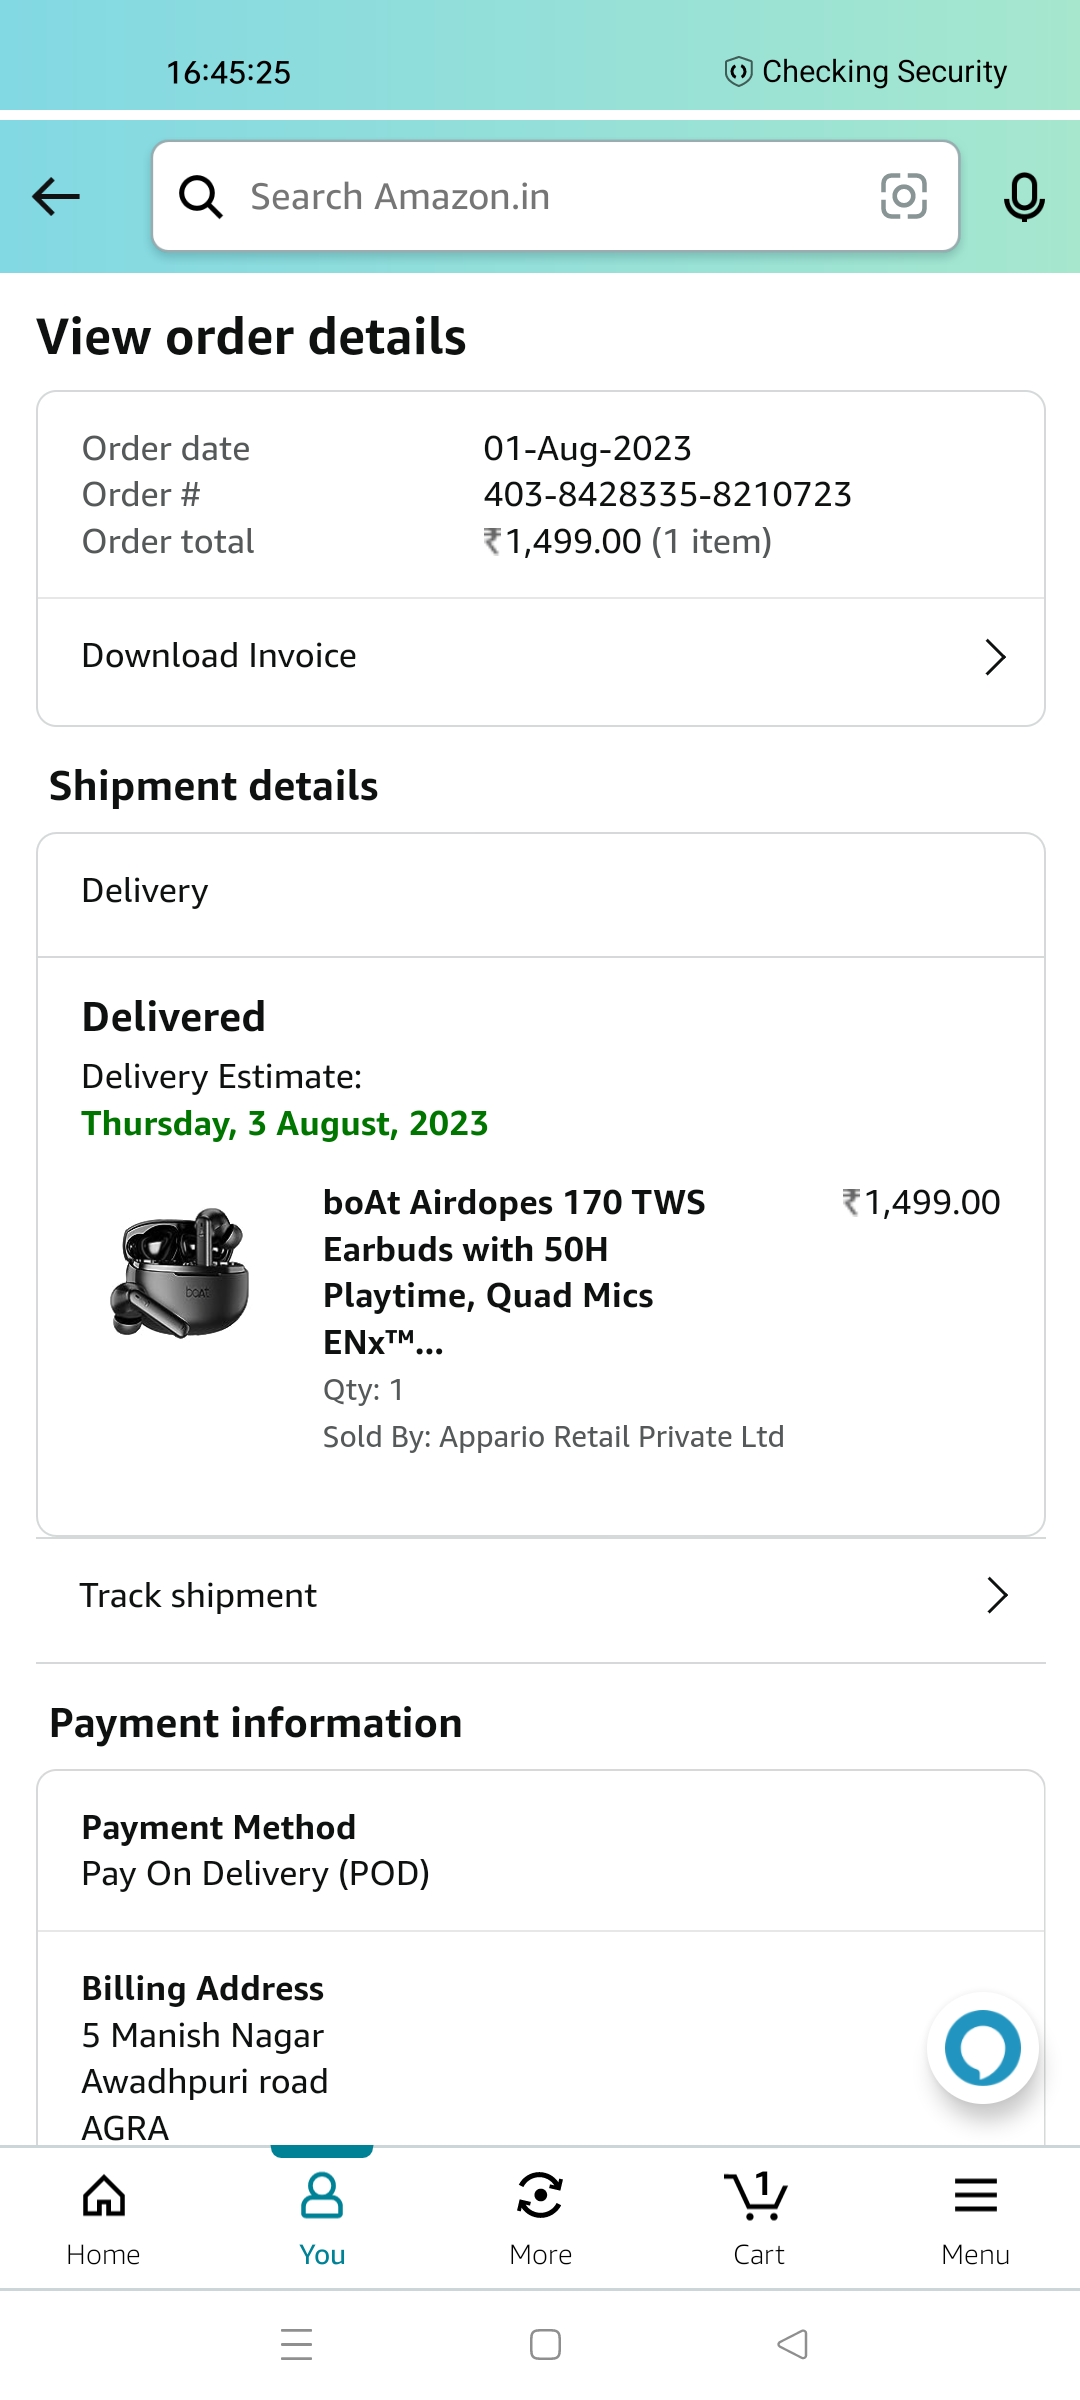 16:45:25
Checking Security
Search Amazon.in
View order details
Order date 01-Aug-2023
Order # 403-8428335-8210723
Order total ₹1,499.00 (1 item)
Download Invoice
Shipment details
Delivery
Delivered
Delivery Estimate:
Thursday, 3 August, 2023
boAt Airdopes 170 TWS ₹1,499.00
Earbuds with 50H
Playtime, Quad Mics
ENx™...
boAt
Qty: 1
Sold By: Appario Retail Private Ltd
Track shipment
Payment information
Payment Method
Pay On Delivery (POD)
Billing Address
5 Manish Nagar
Awadhpuri road
AGRA
1
Home You More Cart Menu